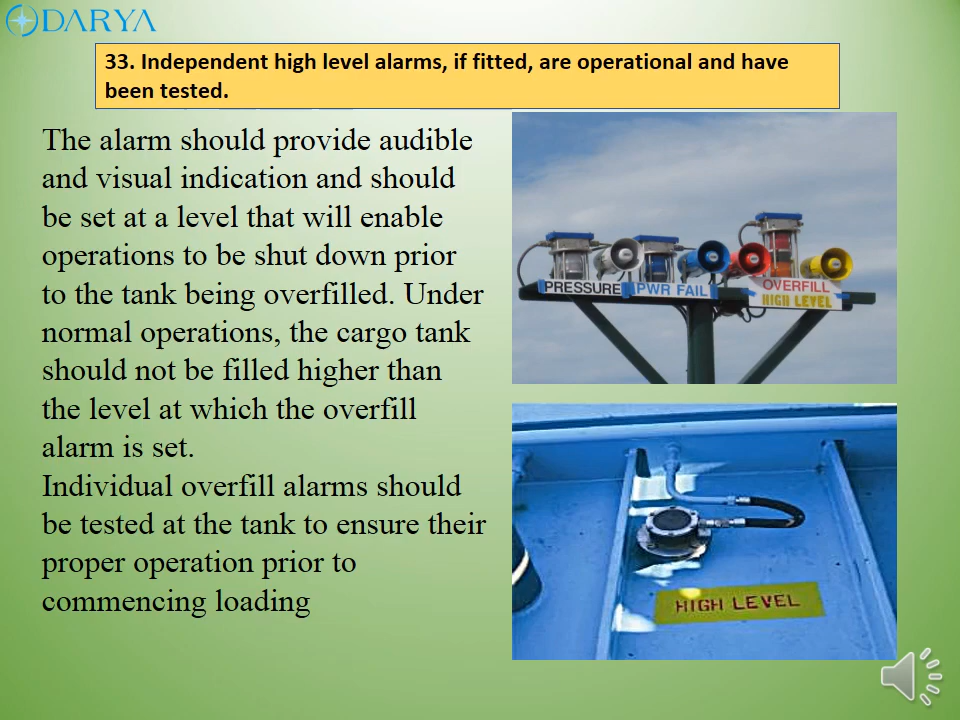 DARYA
33. Independent high level alarms, if fitted, are operational and have
been tested.
The alarm should provide audible
and visual indication and should
be set at a level that will enable
operations to be shut down prior
to the tank being overfilled. Under
normal operations, the cargo tank
should not be filled higher than
the level at which the overfill
alarm is set.
Individual overfill alarms should
be tested at the tank to ensure their
proper operation prior to
commencing loading
PRESSURE
PWR FAIL
OVERFILL
HIGH LEVEL
HIGH LEVEL